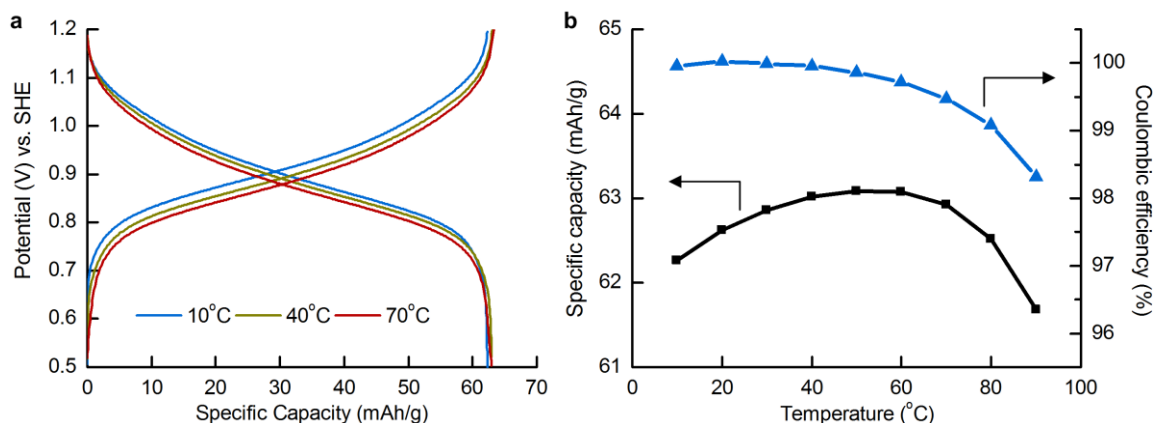 a
1.2
1.1
1.0
0.9
0.8
0.7
0.6
0.5
Potential (V) vs. SHE
10°C 40°C 70°C
0 10 20 30 40 50 60 70
Specific Capacity (mAh/g)
b
65
64
63
62
61
Specific capacity (mAh/g)
100
99
98
97
96
Coulombic efficiency (%)
0 20 40 60 80 100
Temperature (°C)